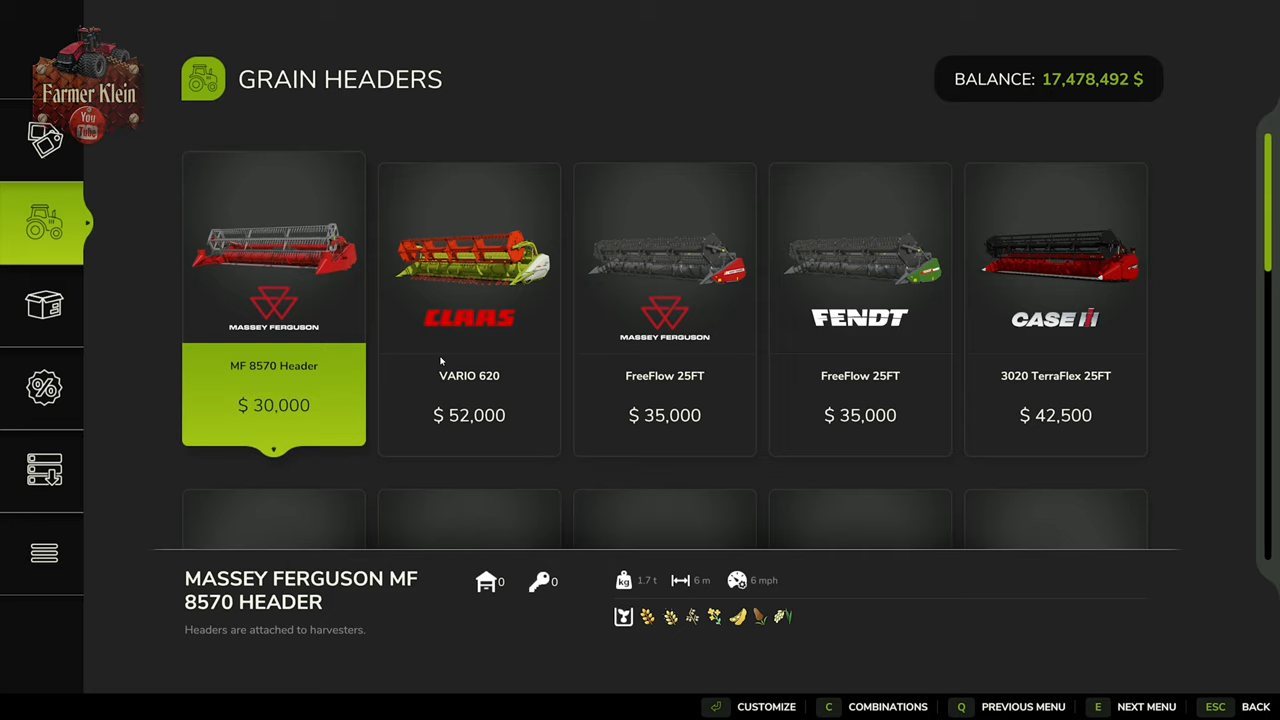 Farmer Klein
You
Tube
GRAIN HEADERS
BALANCE: 17,478,492 $
MASSEY FERGUSON
MF 8570 Header
$ 30,000
CLAAS
VARIO 620
$ 52,000
MASSEY FERGUSON
FreeFlow 25FT
$ 35,000
FENDT
FreeFlow 25FT
$ 35,000
CASE IH
3020 TerraFlex 25FT
$ 42,500
MASSEY FERGUSON MF
8570 HEADER
Headers are attached to harvesters.
0
0
kg 1.7 t
6 m
6 mph
CUSTOMIZE
C COMBINATIONS
Q PREVIOUS MENU
E NEXT MENU
ESC BACK